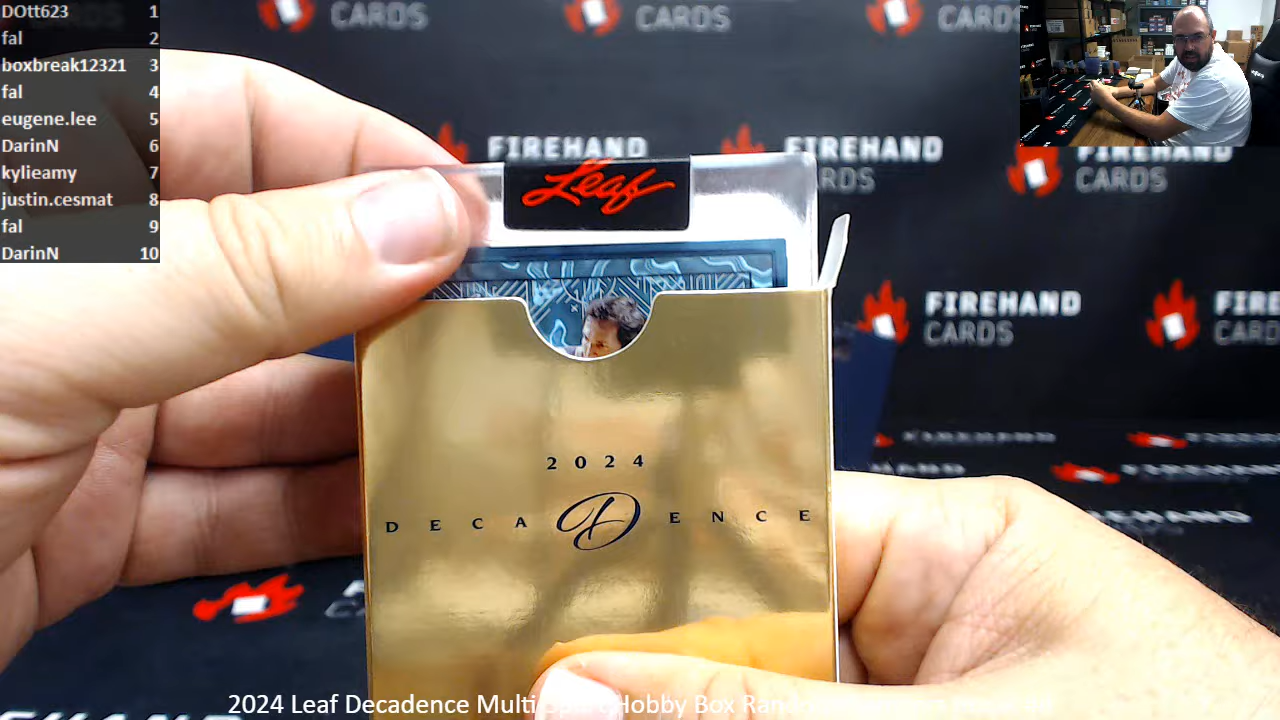 DOtt623 1
fal 2
boxbreak12321 3
fal 4
eugene.lee 5
DarinN 6
kylieamy 7
justin.cesmat 8
fal 9
DarinN 10
CARDS
CARDS
CARDS
FIREHAND
FIREHAND
CARDS
FIREHAND
CARDS
Leaf
FIREHAND
CARDS
FIREHAND
CARDS
2024
DECADENCE
2024 Leaf Decadence Multi Sport Hobby Box